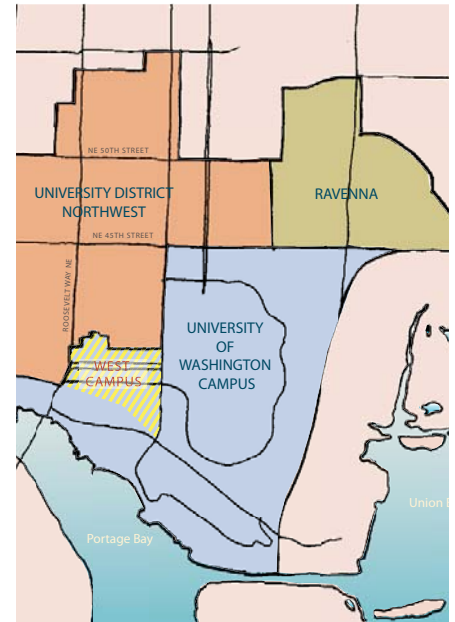 NE 50TH STREET
UNIVERSITY DISTRICT
NORTHWEST
RAVENNA
NE 45TH STREET
ROOSEVELT WAY NE
UNIVERSITY
OF
WASHINGTON
CAMPUS
WEST
CAMPUS
Union
Portage Bay